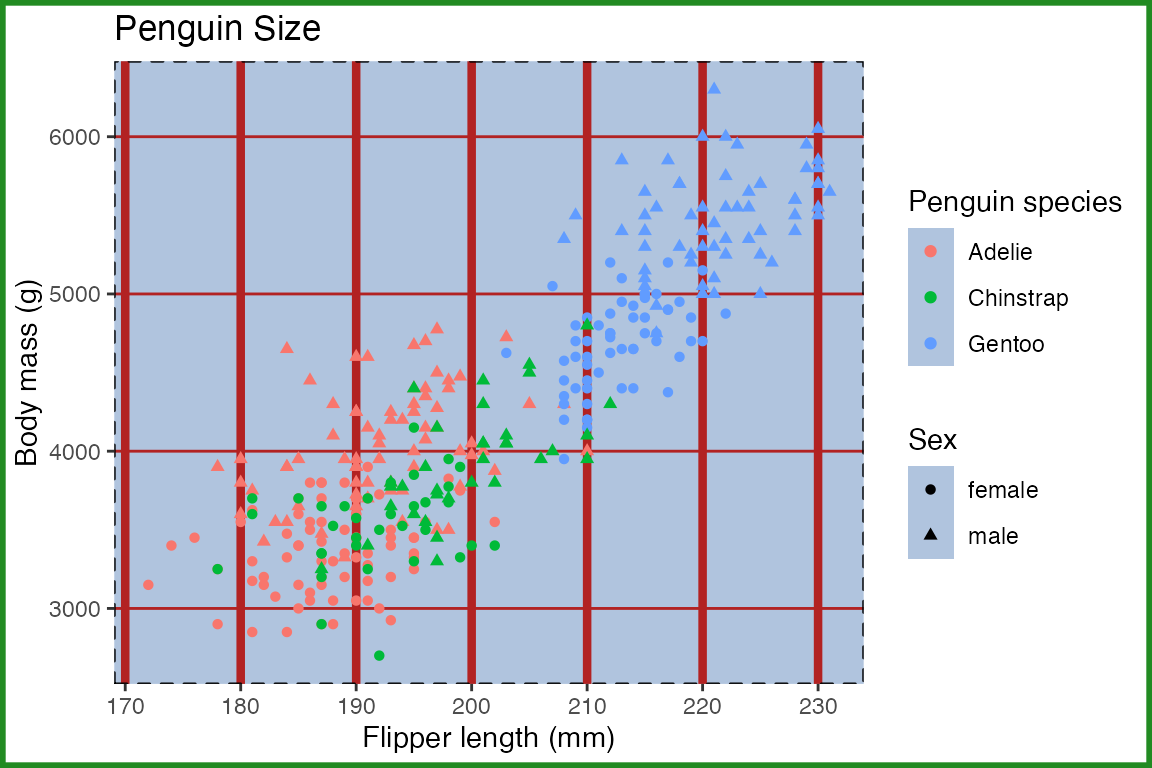 Penguin Size
6000
5000
4000
3000
Body mass (g)
170 180 190 200 210 220 230
Flipper length (mm)
Penguin species
Adelie
Chinstrap
Gentoo
Sex
female
male